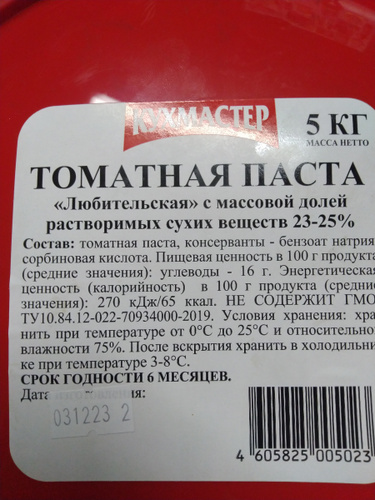 КУХМАСТЕР
5 КГ
МАССА НЕТТО
ТОМАТНАЯ ПАСТА
«Любительская» с массовой долей
растворимых сухих веществ 23-25%
Состав: томатная паста, консерванты - бензоат натрия,
сорбиновая кислота. Пищевая ценность в 100 г продукта
(средние значения): углеводы - 16 г. Энергетическая
ценность (калорийность) в 100 г продукта (средние
значения): 270 кДж/65 ккал. НЕ СОДЕРЖИТ ГМО.
ТУ10.84.12-022-70934000-2019. Условия хранения: хра-
нить при температуре от 0°С до 25°С и относительно
влажности 75%. После вскрытия хранить в холодильни-
ке при температуре 3-8°С.
СРОК ГОДНОСТИ 6 МЕСЯЦЕВ.
Дата
031223 2
4 605825 005023